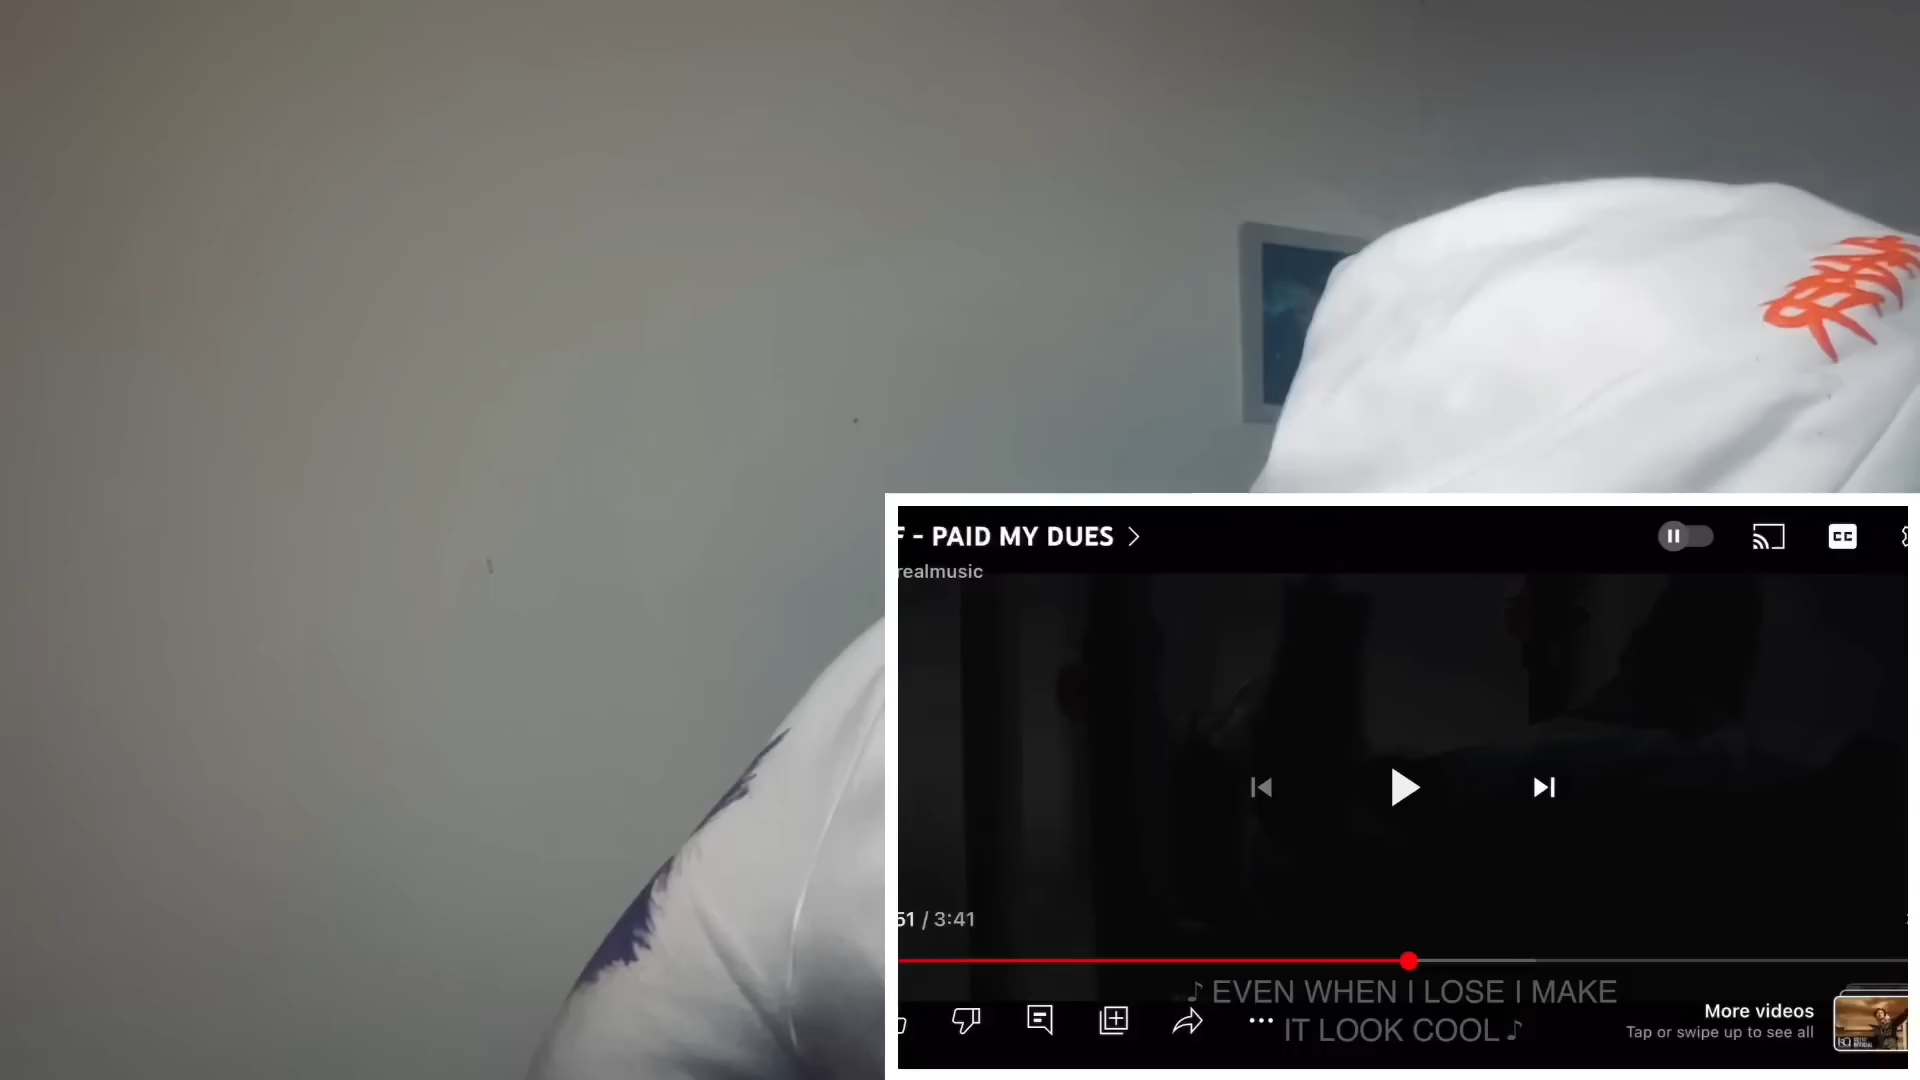 F - PAID MY DUES
realmusic
CC
51 / 3:41
♪ EVEN WHEN I LOSE I MAKE
IT LOOK COOL ♪
More videos
Tap or swipe up to see all